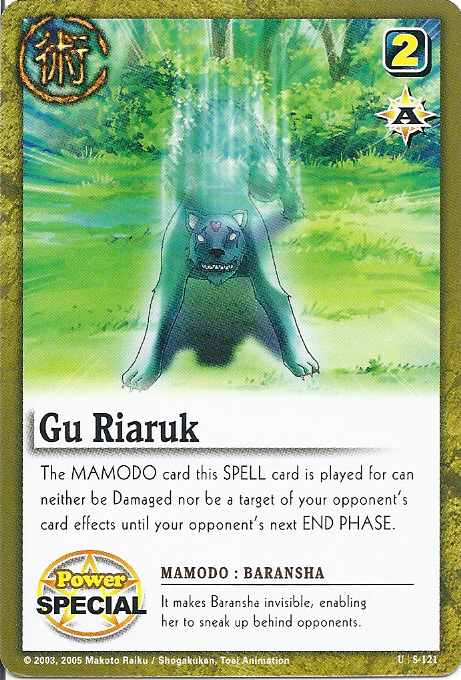 術
2
A
Gu Riaruk
The MAMODO card this SPELL card is played for can
neither be Damaged nor be a target of your opponent's
card effects until your opponent's next END PHASE.
Power
SPECIAL
MAMODO : BARANSHA
It makes Baransha invisible, enabling
her to sneak up behind opponents.
© 2003, 2005 Makoto Raiku / Shogakukan, Toei Animation
U S-121